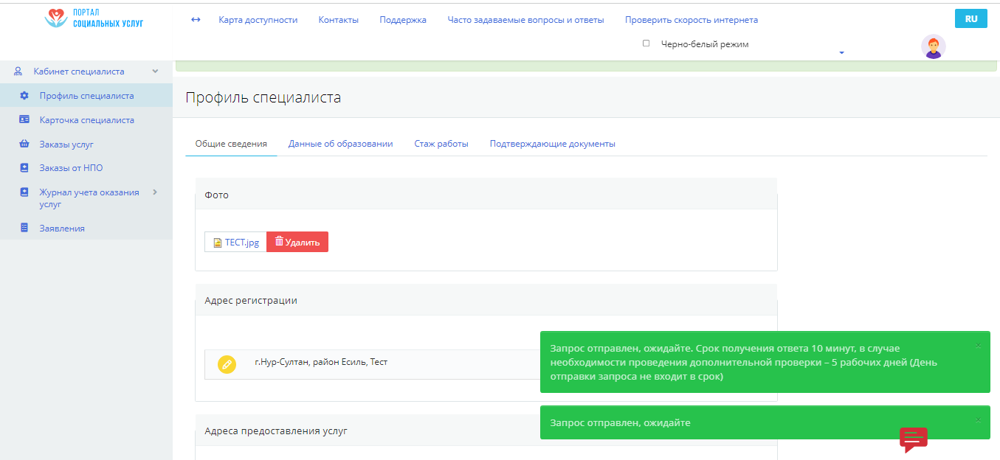 ПОРТАЛ
СОЦИАЛЬНЫХ УСЛУГ
Карта доступности
Контакты
Поддержка
Часто задаваемые вопросы и ответы
Проверить скорость интернета
RU
Черно-белый режим
Кабинет специалиста
Профиль специалиста
Карточка специалиста
Заказы услуг
Заказы от НПО
Журнал учета оказания
услуг
Заявления
Профиль специалиста
Общие сведения
Данные об образовании
Стаж работы
Подтверждающие документы
Фото
ТЕСТ.jpg
Удалить
Адрес регистрации
г.Нур-Султан, район Есиль, Тест
Адреса предоставления услуг
Запрос отправлен, ожидайте. Срок получения ответа 10 минут, в случае
необходимости проведения дополнительной проверки – 5 рабочих дней (День
отправки запроса не входит в срок)
Запрос отправлен, ожидайте